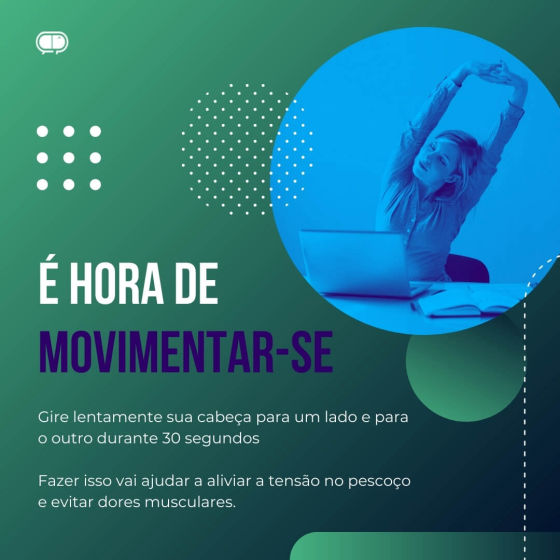 É HORA DE
MOVIMENTAR-SE
Gire lentamente sua cabeça para um lado e para
o outro durante 30 segundos
Fazer isso vai ajudar a aliviar a tensão no pescoço
e evitar dores musculares.